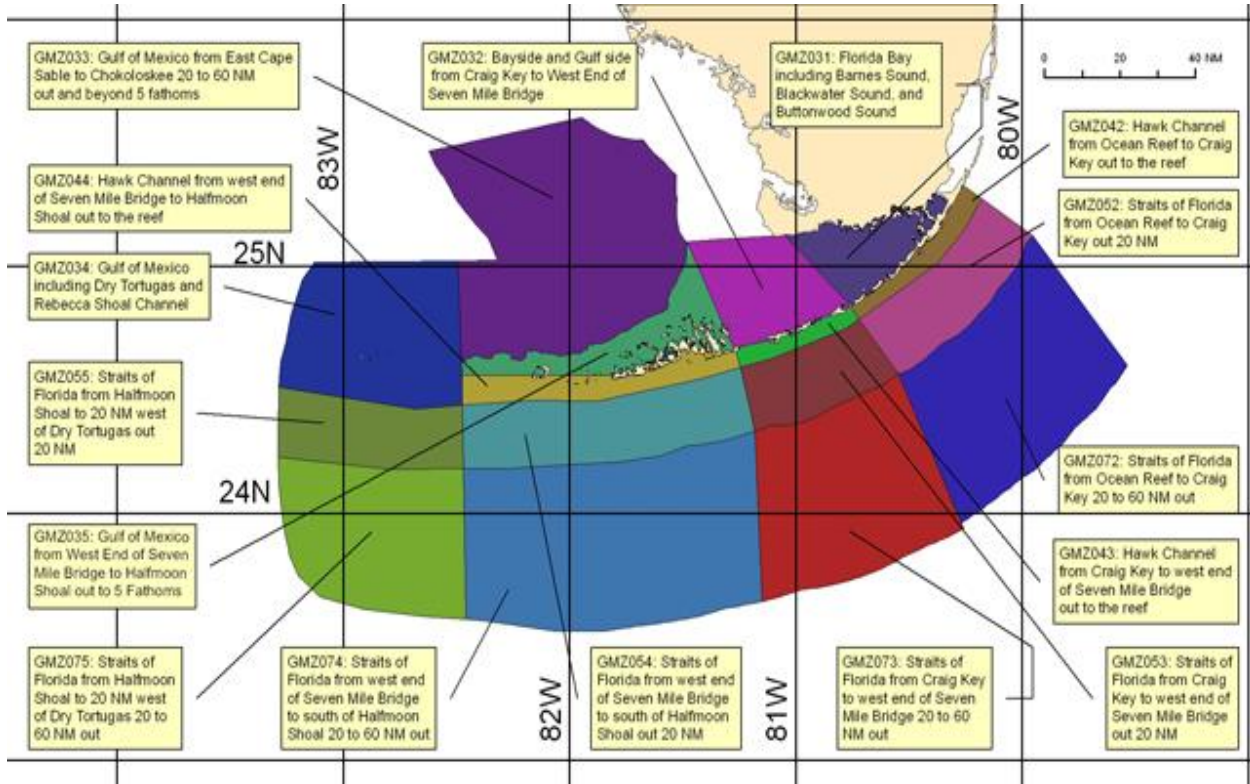 GMZ033: Gulf of Mexico from East Cape
Sable to Chokoloskee 20 to 60 NM
out and beyond 5 fathoms
GMZ032: Bayside and Gulf side
from Craig Key to West End of
Seven Mile Bridge
GMZ031: Florida Bay
including Barnes Sound,
Blackwater Sound, and
Buttonwood Sound
0 20 40 NM
83W
80W
GMZ042: Hawk Channel
from Ocean Reef to Craig
Key out to the reef
GMZ044: Hawk Channel from west end
of Seven Mile Bridge to Halfmoon
Shoal out to the reef
GMZ052: Straits of Florida
from Ocean Reef to Craig
Key out 20 NM
25N
GMZ034: Gulf of Mexico
including Dry Tortugas and
Rebecca Shoal Channel
GMZ055: Straits of
Florida from Halfmoon
Shoal to 20 NM west
of Dry Tortugas out
20 NM
GMZ072: Straits of Florida
from Ocean Reef to Craig
Key 20 to 60 NM out
24N
GMZ035: Gulf of Mexico
from West End of Seven
Mile Bridge to Halfmoon
Shoal out to 5 Fathoms
GMZ043: Hawk Channel
from Craig Key to west end
of Seven Mile Bridge
out to the reef
GMZ075: Straits of
Florida from Halfmoon
Shoal to 20 NM west
of Dry Tortugas 20 to
60 NM out
GMZ074: Straits of
Florida from west end
of Seven Mile Bridge
to south of Halfmoon
Shoal 20 to 60 NM out
82W
GMZ054: Straits of
Florida from west end
of Seven Mile Bridge
to south of Halfmoon
Shoal out 20 NM
81W
GMZ073: Straits of
Florida from Craig Key
to west end of Seven
Mile Bridge 20 to 60
NM out
GMZ053: Straits of
Florida from Craig
Key to west end of
Seven Mile Bridge
out 20 NM